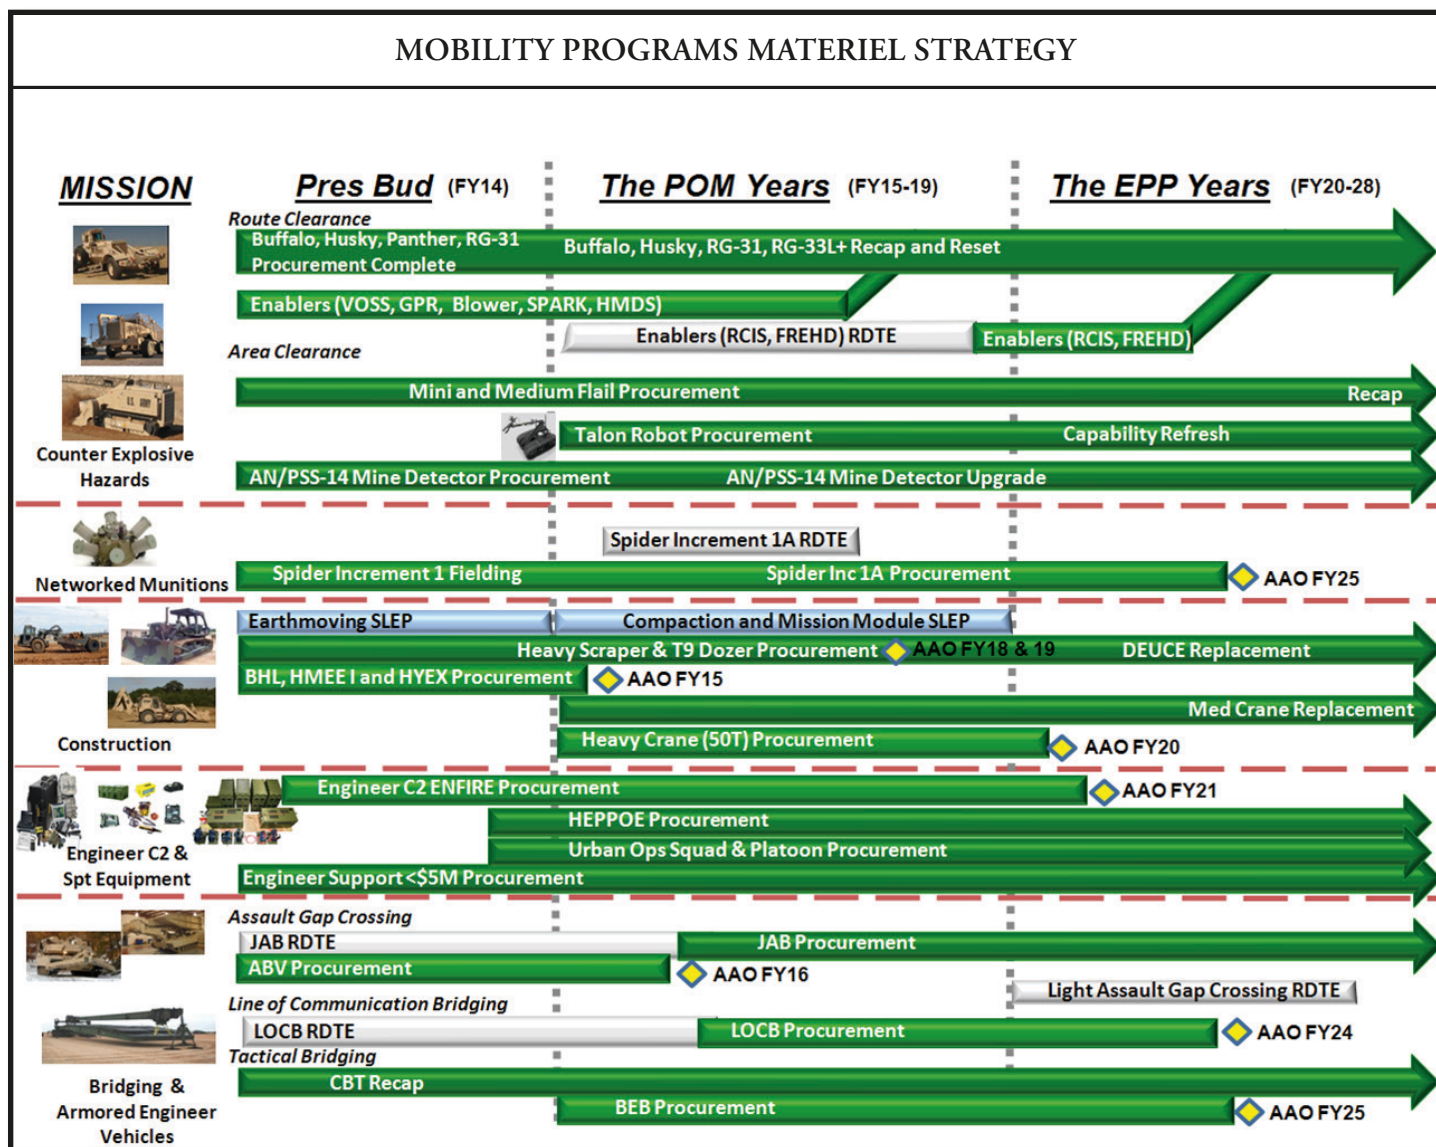 MOBILITY PROGRAMS MATERIEL STRATEGY
MISSION
Pres Bud (FY14)
The POM Years (FY15-19)
The EPP Years (FY20-28)
Route Clearance
Buffalo, Husky, Panther, RG-31
Procurement Complete
Buffalo, Husky, RG-31, RG-33L+ Recap and Reset
Enablers (VOSS, GPR, Blower, SPARK, HMDS)
Enablers (RCIS, FREHD) RDTE
Enablers (RCIS, FREHD)
Area Clearance
Mini and Medium Flail Procurement
Recap
Talon Robot Procurement
Capability Refresh
Counter Explosive
Hazards
AN/PSS-14 Mine Detector Procurement
AN/PSS-14 Mine Detector Upgrade
Spider Increment 1A RDTE
Networked Munitions
Spider Increment 1 Fielding
Spider Inc 1A Procurement
AAO FY25
Earthmoving SLEP
Compaction and Mission Module SLEP
Heavy Scraper & T9 Dozer Procurement
AAO FY18 & 19
DEUCE Replacement
BHL, HMEE I and HYEX Procurement
AAO FY15
Med Crane Replacement
Construction
Heavy Crane (50T) Procurement
AAO FY20
Engineer C2 ENFIRE Procurement
AAO FY21
HEPPOE Procurement
Urban Ops Squad & Platoon Procurement
Engineer C2 &
Spt Equipment
Engineer Support <$5M Procurement
Assault Gap Crossing
JAB RDTE
JAB Procurement
ABV Procurement
AAO FY16
Light Assault Gap Crossing RDTE
Line of Communication Bridging
LOCB RDTE
LOCB Procurement
AAO FY24
Tactical Bridging
CBT Recap
Bridging &
Armored Engineer
Vehicles
BEB Procurement
AAO FY25